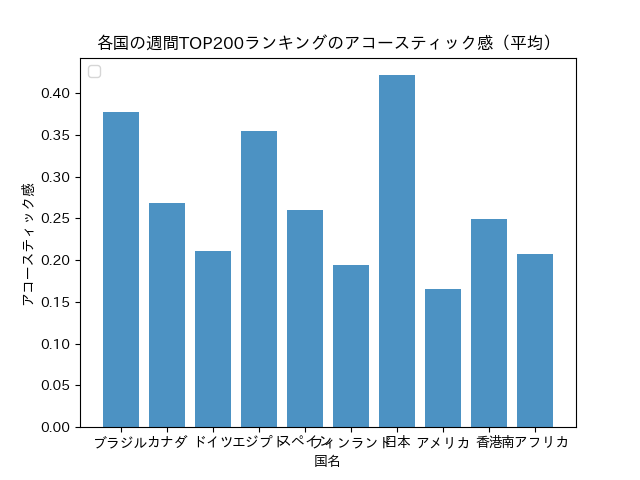 各国の週間TOP200ランキングのアコースティック感（平均）
アコースティック感
0.40
0.35
0.30
0.25
0.20
0.15
0.10
0.05
0.00
ブラジル カナダ ドイツ エジプト スペイン フィンランド 日本 アメリカ 香港 南アフリカ
国名